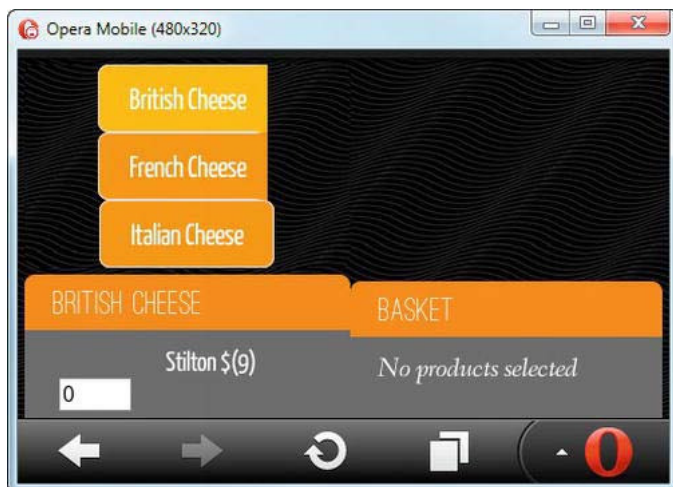 Opera Mobile (480x320)
British Cheese
French Cheese
Italian Cheese
BRITISH CHEESE
BASKET
Stilton $(9)
No products selected
0